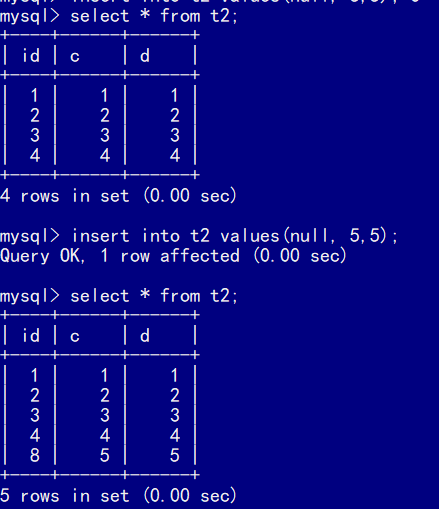 mysql> insert into t2 values(null, 5,5);
mysql> select * from t2;
+----+------+------+
| id | c    | d    |
+----+------+------+
|  1 |    1 |    1 |
|  2 |    2 |    2 |
|  3 |    3 |    3 |
|  4 |    4 |    4 |
+----+------+------+
4 rows in set (0.00 sec)
mysql> insert into t2 values(null, 5,5);
Query OK, 1 row affected (0.00 sec)
mysql> select * from t2;
+----+------+------+
| id | c    | d    |
+----+------+------+
|  1 |    1 |    1 |
|  2 |    2 |    2 |
|  3 |    3 |    3 |
|  4 |    4 |    4 |
|  8 |    5 |    5 |
+----+------+------+
5 rows in set (0.00 sec)